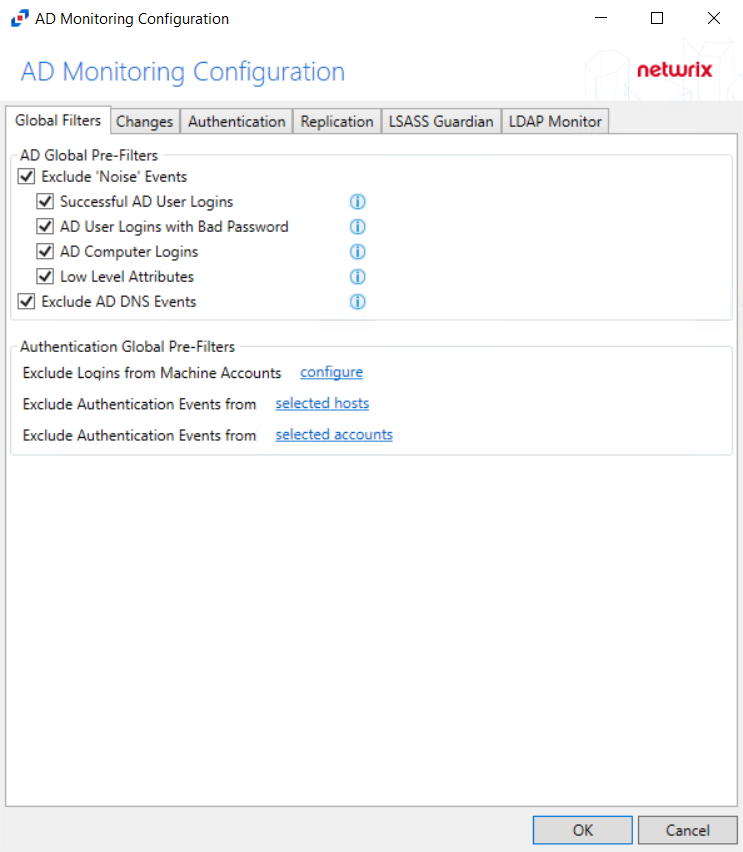 AD Monitoring Configuration
AD Monitoring Configuration
netwrix
Global Filters Changes Authentication Replication LSASS Guardian LDAP Monitor
AD Global Pre-Filters
Exclude 'Noise' Events
Successful AD User Logins
AD User Logins with Bad Password
AD Computer Logins
Low Level Attributes
Exclude AD DNS Events
Authentication Global Pre-Filters
Exclude Logins from Machine Accounts configure
Exclude Authentication Events from selected hosts
Exclude Authentication Events from selected accounts
OK Cancel